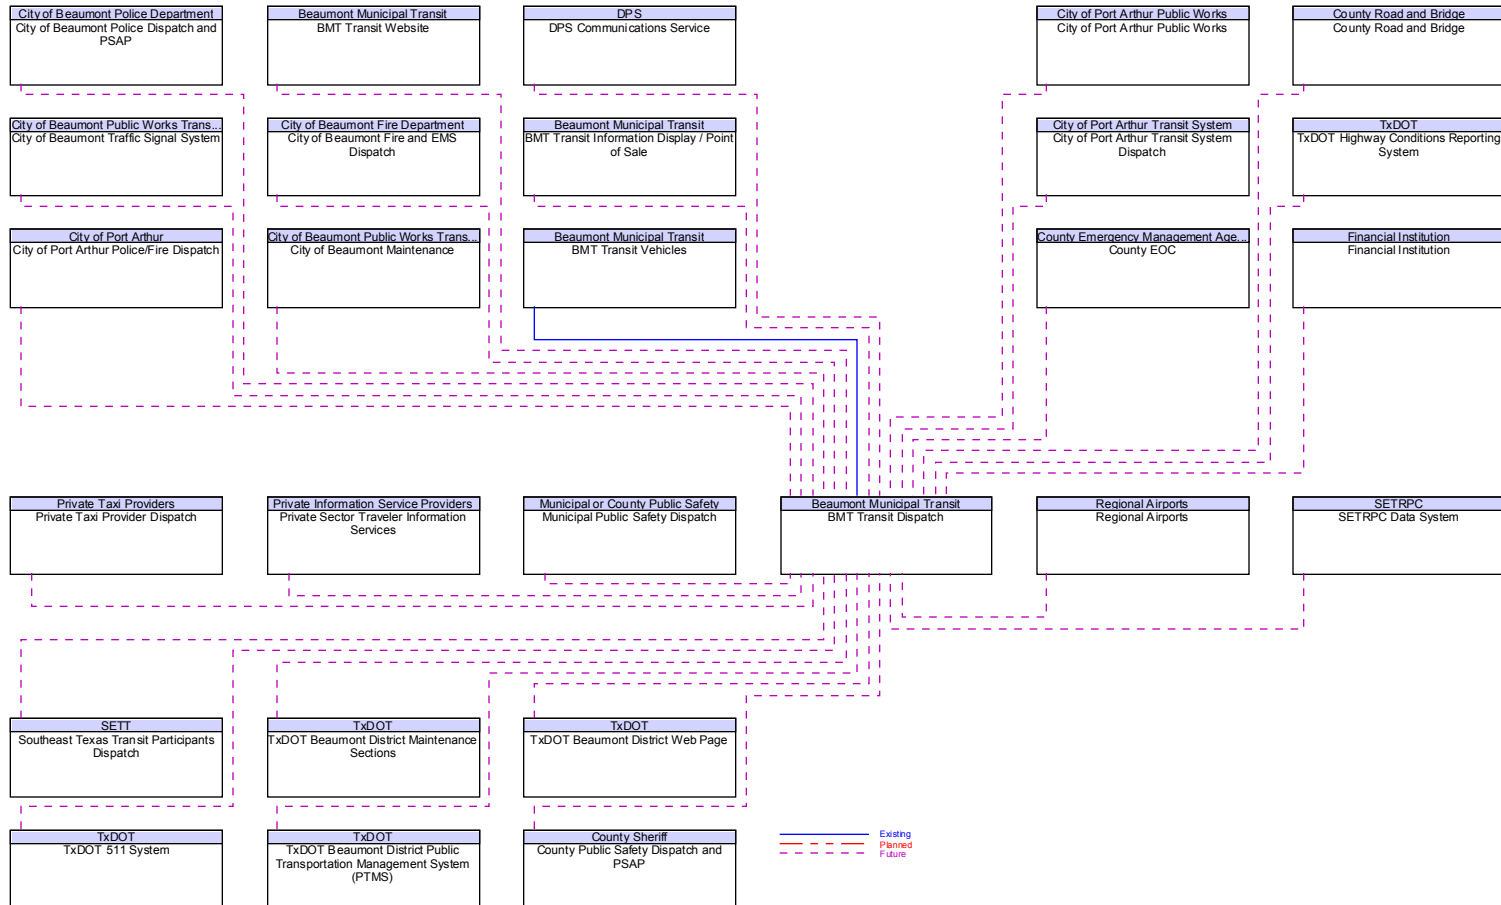 City of Beaumont Police Department
City of Beaumont Police Dispatch and
PSAP
Beaumont Municipal Transit
BMT Transit Website
DPS
DPS Communications Service
City of Port Arthur Public Works
City of Port Arthur Public Works
County Road and Bridge
County Road and Bridge
City of Beaumont Public Works Trans...
City of Beaumont Traffic Signal System
City of Beaumont Fire Department
City of Beaumont Fire and EMS
Dispatch
Beaumont Municipal Transit
BMT Transit Information Display / Point
of Sale
City of Port Arthur Transit System
City of Port Arthur Transit System
Dispatch
TxDOT
TxDOT Highway Conditions Reporting
System
City of Port Arthur
City of Port Arthur Police/Fire Dispatch
City of Beaumont Public Works Trans...
City of Beaumont Maintenance
Beaumont Municipal Transit
BMT Transit Vehicles
County Emergency Management Age...
County EOC
Financial Institution
Financial Institution
Private Taxi Providers
Private Taxi Provider Dispatch
Private Information Service Providers
Private Sector Traveler Information
Services
Municipal or County Public Safety
Municipal Public Safety Dispatch
Beaumont Municipal Transit
BMT Transit Dispatch
Regional Airports
Regional Airports
SETRPC
SETRPC Data System
SETT
Southeast Texas Transit Participants
Dispatch
TxDOT
TxDOT Beaumont District Maintenance
Sections
TxDOT
TxDOT Beaumont District Web Page
TxDOT
TxDOT 511 System
TxDOT
TxDOT Beaumont District Public
Transportation Management System
(PTMS)
County Sheriff
County Public Safety Dispatch and
PSAP
Existing
Planned
Future